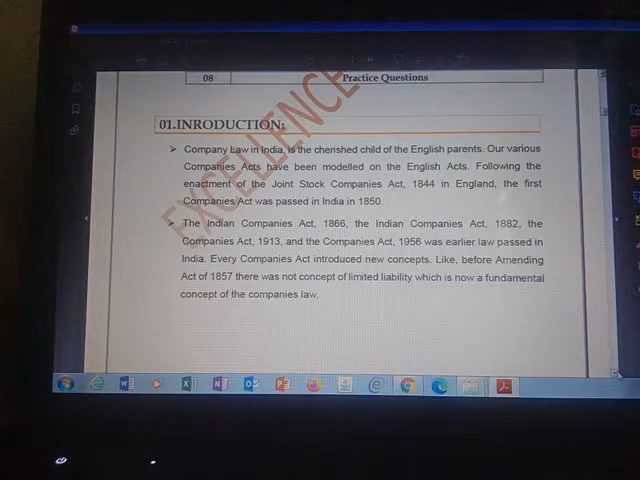 08 Practice Questions
01.INRODUCTION:
Company Law in India, is the cherished child of the English parents. Our various
Companies Acts have been modelled on the English Acts. Following the
enactment of the Joint Stock Companies Act, 1844 in England, the first
Companies Act was passed in India in 1850.
The Indian Companies Act, 1866, the Indian Companies Act, 1882, the
Companies Act, 1913, and the Companies Act, 1956 was earlier law passed in
India. Every Companies Act introduced new concepts. Like, before Amending
Act of 1857 there was not concept of limited liability which is now a fundamental
concept of the companies law.
EXCELLENCE